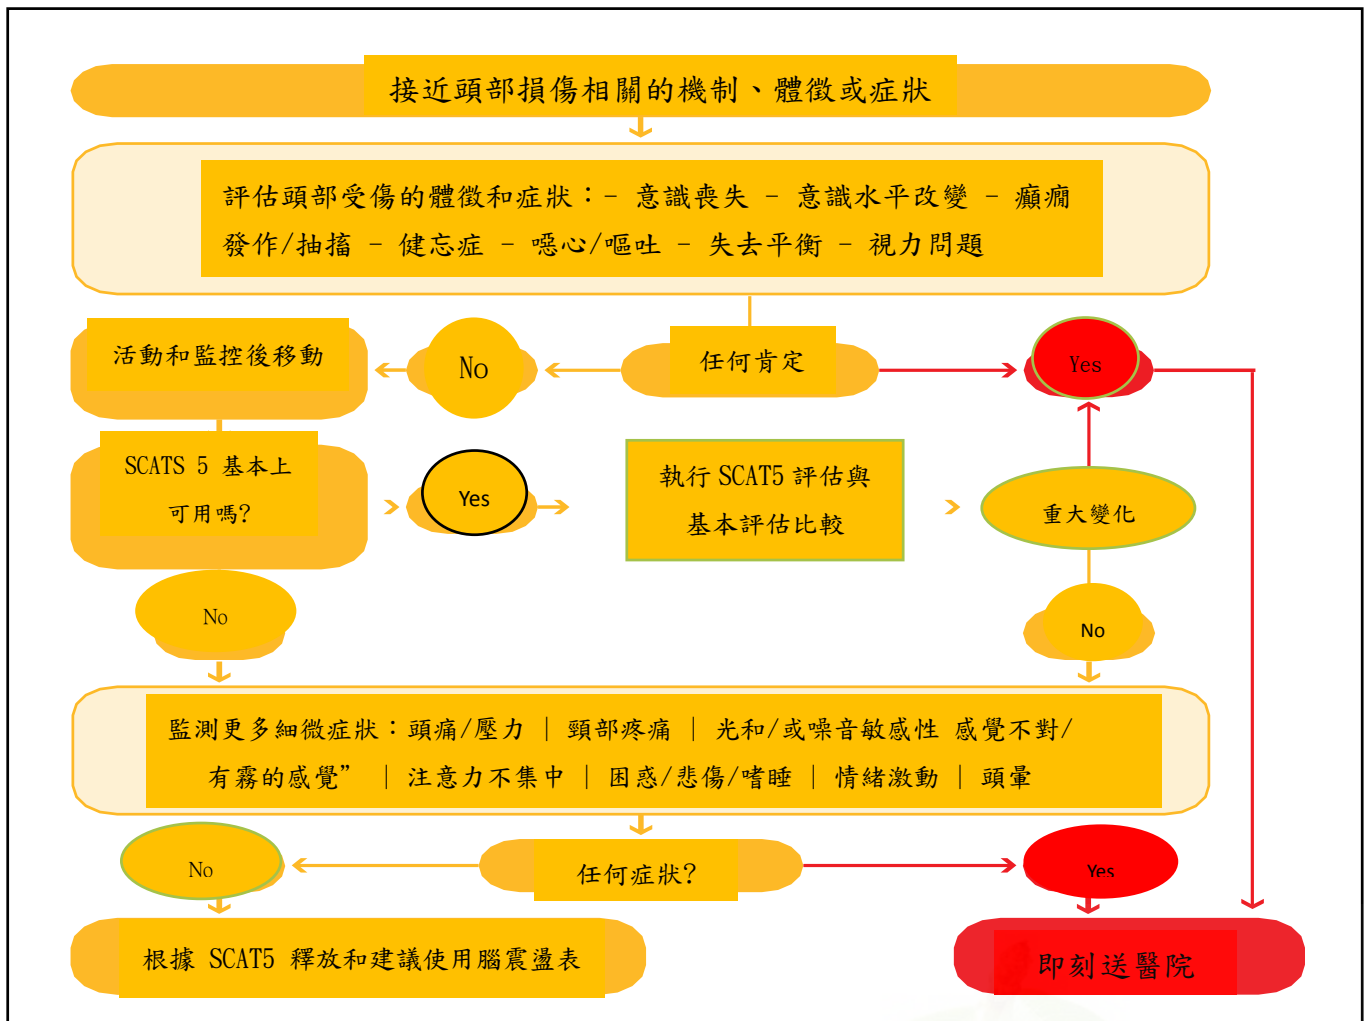 接近頭部損傷相關的機制、體徵或症狀
評估頭部受傷的體徵和症狀：- 意識喪失 - 意識水平改變 - 癲癇
發作/抽搐 - 健忘症 - 噁心/嘔吐 - 失去平衡 - 視力問題
活動和監控後移動
No
任何肯定
Yes
SCATS 5 基本上
可用嗎?
Yes
執行 SCAT5 評估與
基本評估比較
重大變化
No
No
監測更多細微症狀：頭痛/壓力 | 頸部疼痛 | 光和/或噪音敏感性 感覺不對/
有霧的感覺” | 注意力不集中 | 困惑/悲傷/嗜睡 | 情緒激動 | 頭暈
No
任何症狀?
Yes
根據 SCAT5 釋放和建議使用腦震盪表
即刻送醫院